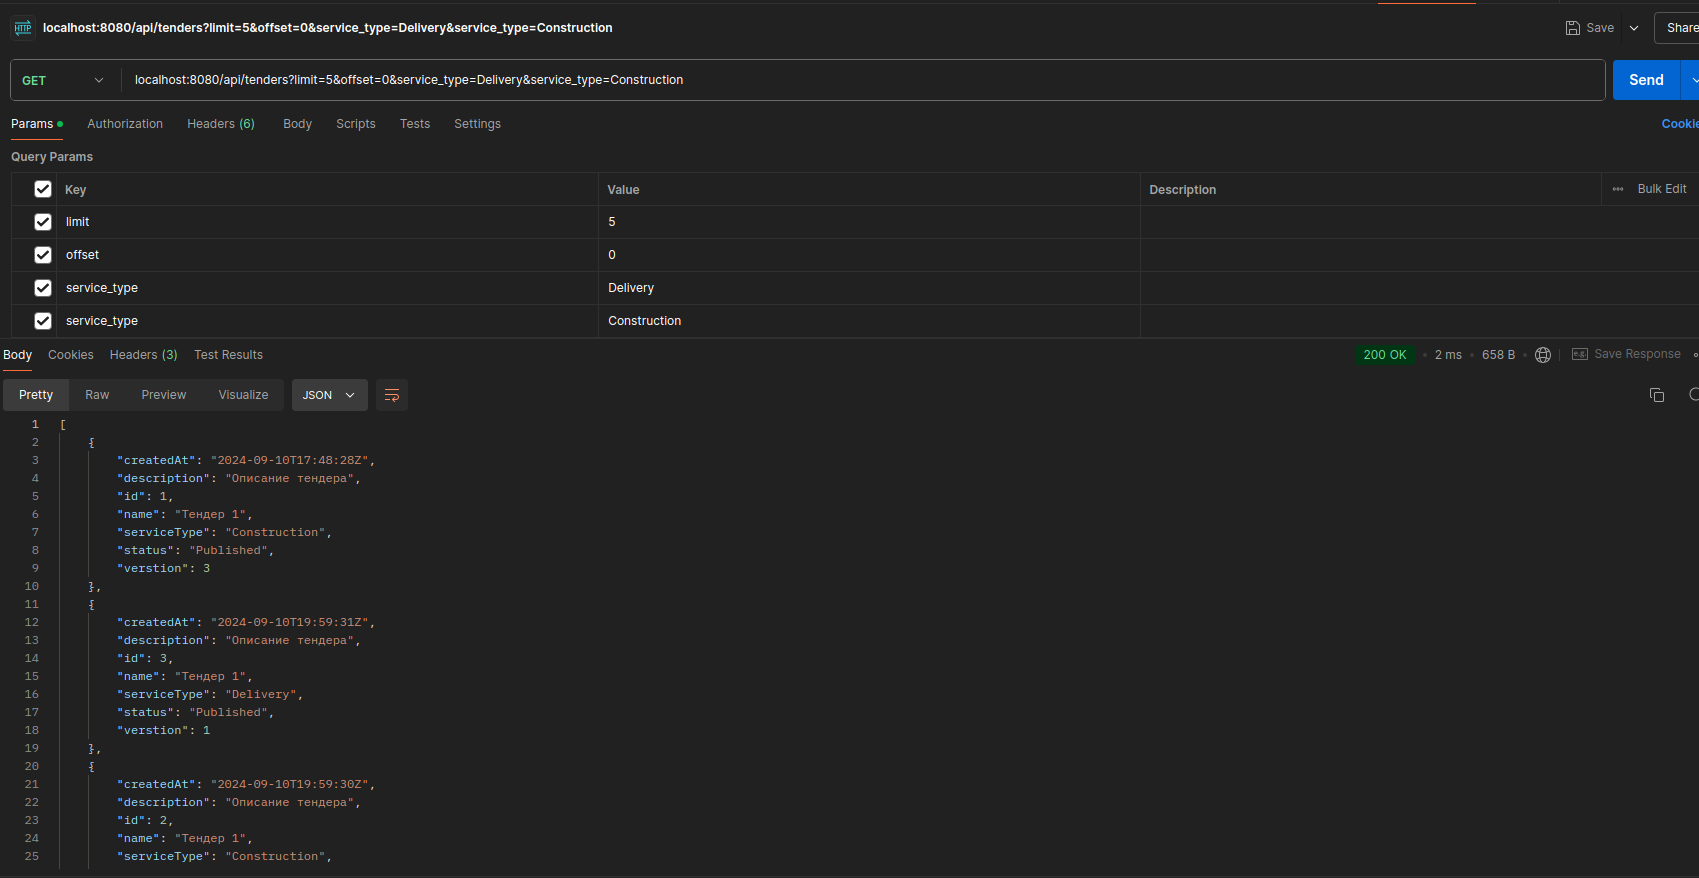 HTTP localhost:8080/api/tenders?limit=5&offset=0&service_type=Delivery&service_type=Construction Save Share
GET localhost:8080/api/tenders?limit=5&offset=0&service_type=Delivery&service_type=Construction Send
Params Authorization Headers (6) Body Scripts Tests Settings Cookie
Query Params
Key Value Description Bulk Edit
limit 5
offset 0
service_type Delivery
service_type Construction
Body Cookies Headers (3) Test Results 200 OK 2 ms 658 B e.g. Save Response
Pretty Raw Preview Visualize JSON
1 [
2 {
3 "createdAt": "2024-09-10T17:48:28Z",
4 "description": "Описание тендера",
5 "id": 1,
6 "name": "Тендер 1",
7 "serviceType": "Construction",
8 "status": "Published",
9 "verstion": 3
10 },
11 {
12 "createdAt": "2024-09-10T19:59:31Z",
13 "description": "Описание тендера",
14 "id": 3,
15 "name": "Тендер 1",
16 "serviceType": "Delivery",
17 "status": "Published",
18 "verstion": 1
19 },
20 {
21 "createdAt": "2024-09-10T19:59:30Z",
22 "description": "Описание тендера",
23 "id": 2,
24 "name": "Тендер 1",
25 "serviceType": "Construction",